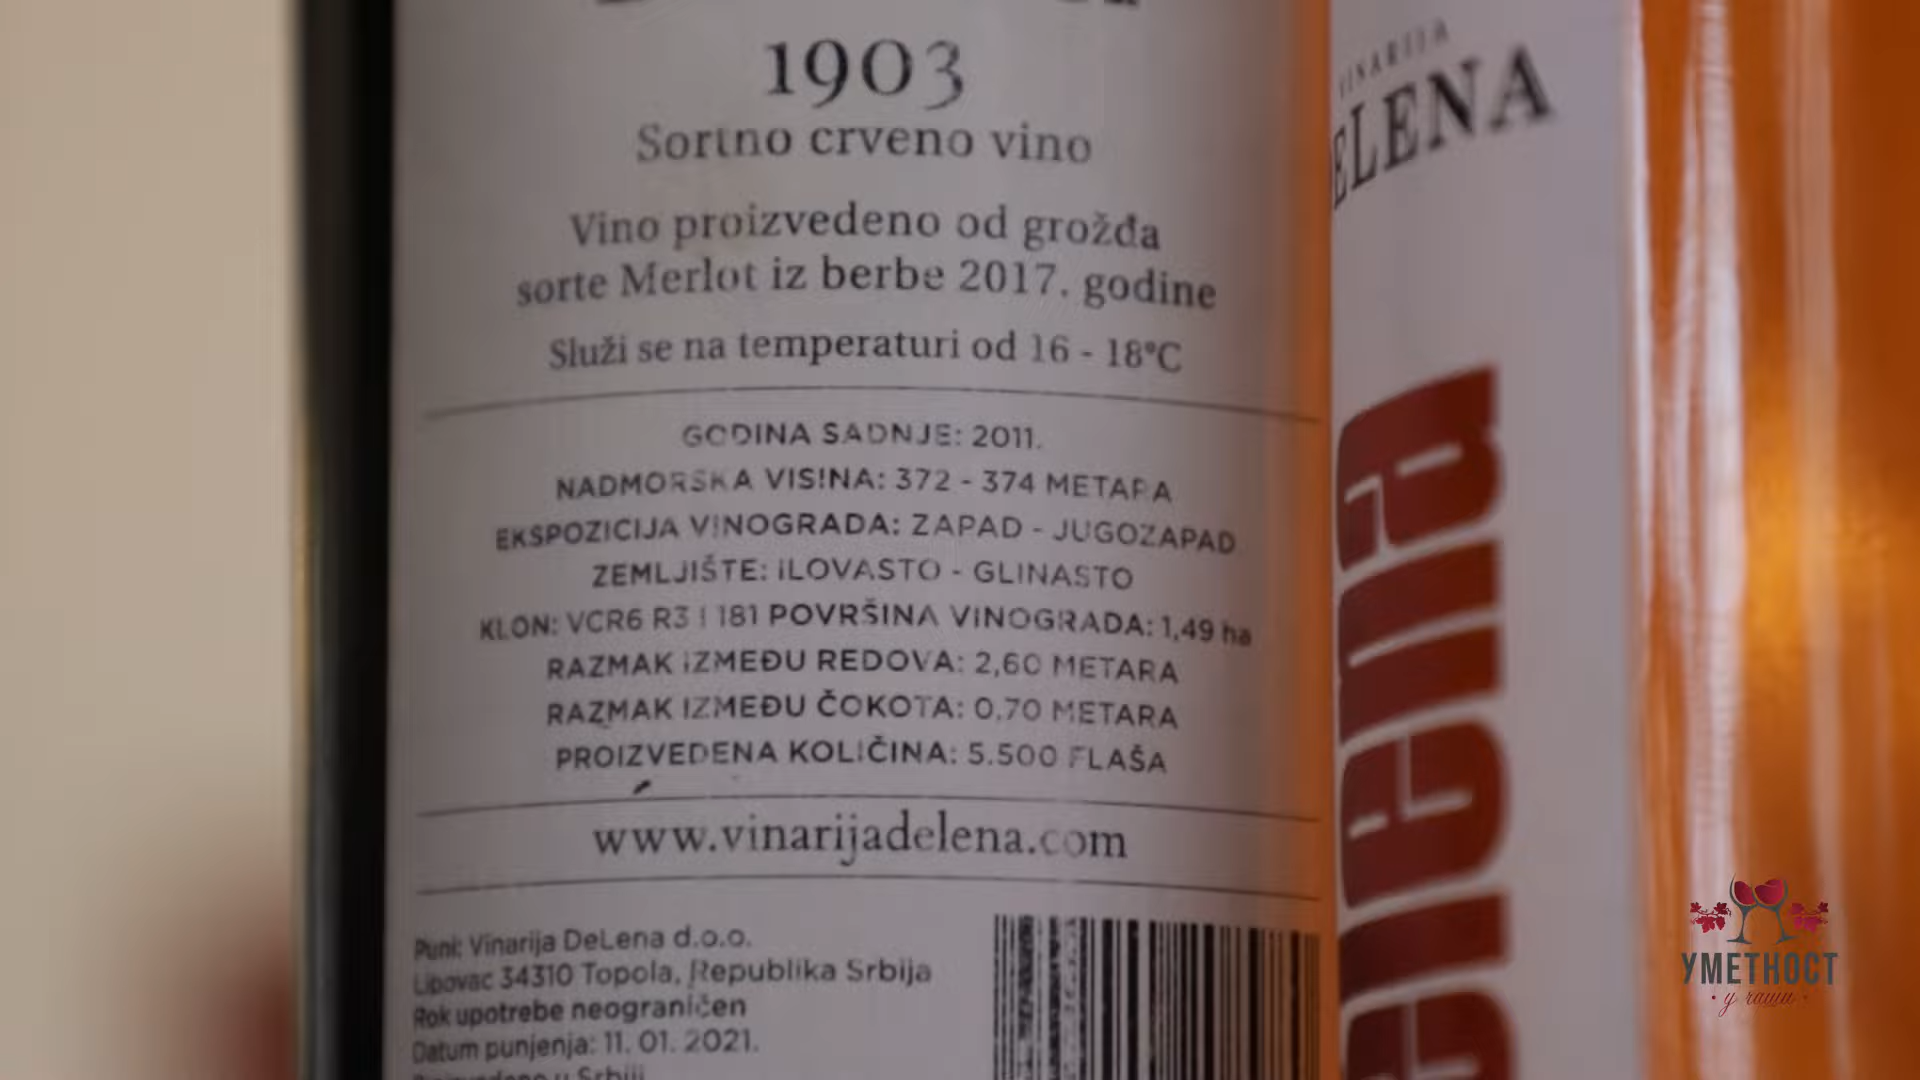 1903
Sortno crveno vino
Vino proizvedeno od grožđa
sorte Merlot iz berbe 2017. godine
Služi se na temperaturi od 16 - 18°C
GODINA SADNJE: 2011.
NADMORSKA VISINA: 372 - 374 METARA
EKSPOZICIJA VINOGRADA: ZAPAD - JUGOZAPAD
ZEMLJIŠTE: ILOVASTO - GLINASTO
KLON: VCR6 R3 I 181 POVRŠINA VINOGRADA: 1,49 ha
RAZMAK IZMEĐU REDOVA: 2,60 METARA
RAZMAK IZMEĐU ČOKOTA: 0,70 METARA
PROIZVEDENA KOLIČINA: 5.500 FLAŠA
www.vinarijadelena.com
Puni: Vinarija DeLena d.o.o.
Lipovac 34310 Topola, Republika Srbija
Rok upotrebe neograničen
Datum punjenja: 11. 01. 2021.
Proizvedeno u Srbiji
VINARIJA
ELENA
УМЕТНОСТ
у чаши